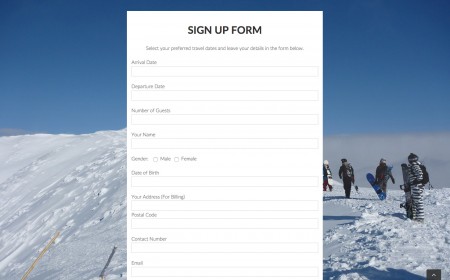 SIGN UP FORM
Select your preferred travel dates and leave your details in the form below.
Arrival Date
Departure Date
Number of Guests
Your Name
Gender: Male Female
Date of Birth
Your Address (For Billing)
Postal Code
Contact Number
Email